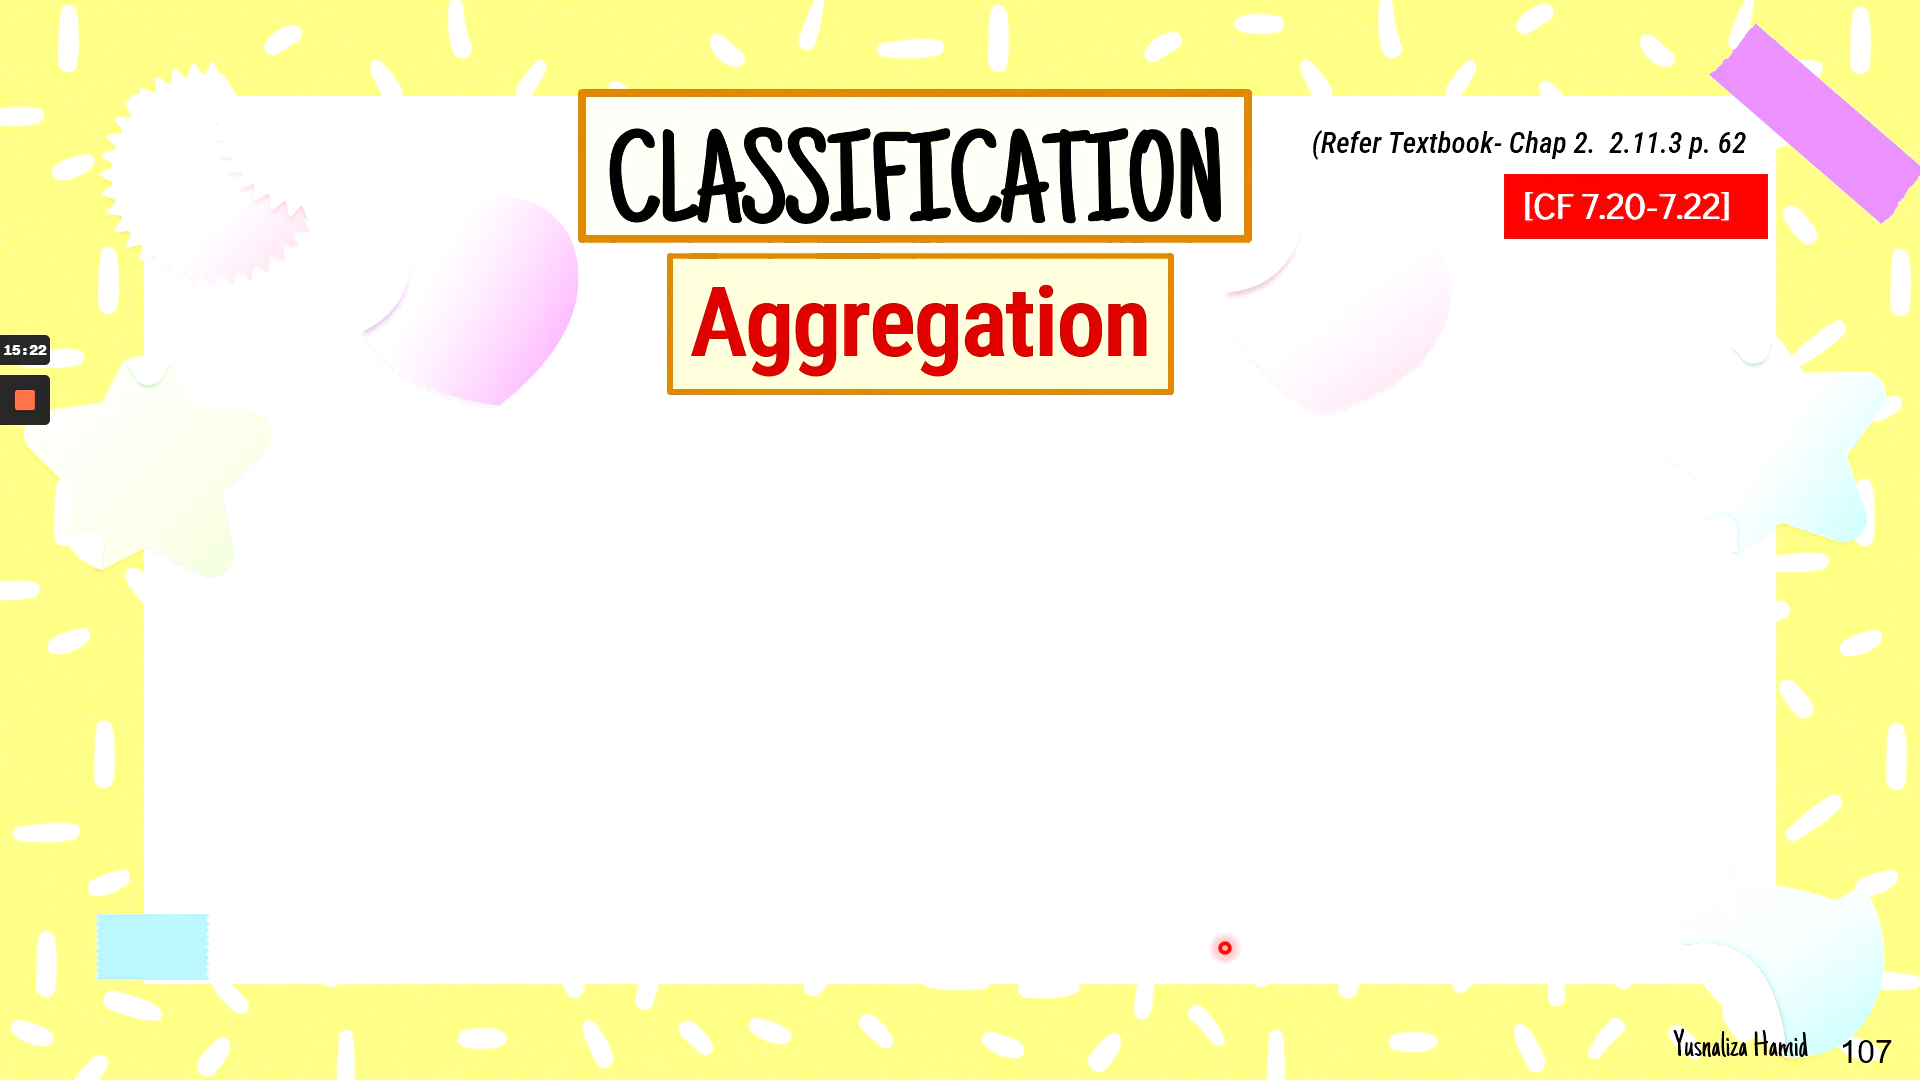 CLASSIFICATION
(Refer Textbook- Chap 2.  2.11.3 p. 62
[CF 7.20-7.22]
Aggregation
15:22
Yusnaliza Hamid
107